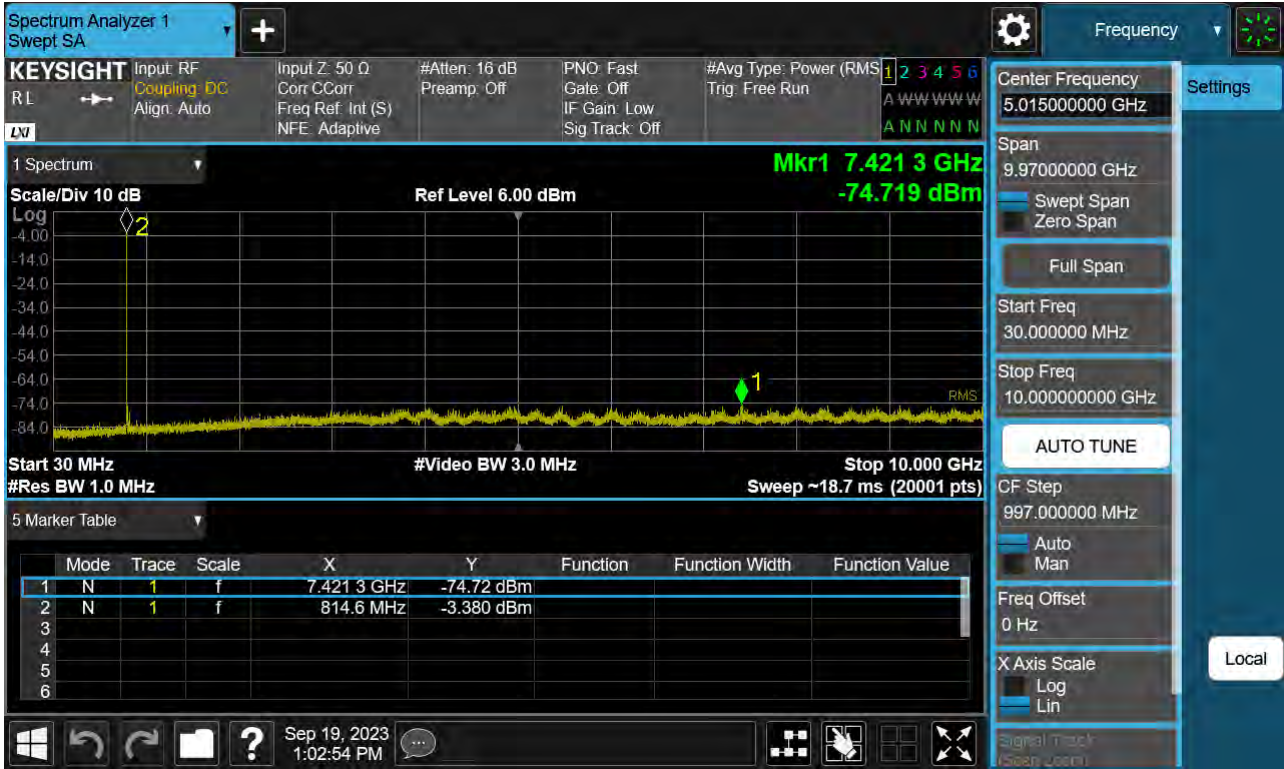 Spectrum Analyzer 1
Swept SA
+
Frequency
KEYSIGHT
RL
LXI
Input: RF
Coupling: DC
Align: Auto
Input Z: 50 Ω
Corr CCorr
Freq Ref: Int (S)
NFE: Adaptive
#Atten: 16 dB
Preamp: Off
PNO: Fast
Gate: Off
IF Gain: Low
Sig Track: Off
#Avg Type: Power (RMS
Trig: Free Run
1 2 3 4 5 6
A W W W W W
A N N N N N
1 Spectrum
Mkr1 7.421 3 GHz
Scale/Div 10 dB
Ref Level 6.00 dBm
-74.719 dBm
Log
2
-4.00
-14.0
-24.0
-34.0
-44.0
-54.0
-64.0
1
-74.0
RMS
-84.0
Start 30 MHz
#Video BW 3.0 MHz
Stop 10.000 GHz
#Res BW 1.0 MHz
Sweep ~18.7 ms (20001 pts)
5 Marker Table
Mode Trace Scale X Y Function Function Width Function Value
1 N 1 f 7.421 3 GHz -74.72 dBm
2 N 1 f 814.6 MHz -3.380 dBm
3
4
5
6
Sep 19, 2023
1:02:54 PM
?
Center Frequency
5.015000000 GHz
Settings
Span
9.97000000 GHz
Swept Span
Zero Span
Full Span
Start Freq
30.000000 MHz
Stop Freq
10.000000000 GHz
AUTO TUNE
CF Step
997.000000 MHz
Auto
Man
Freq Offset
0 Hz
X Axis Scale
Log
Lin
Local
Signal Track
(Span Zoom)